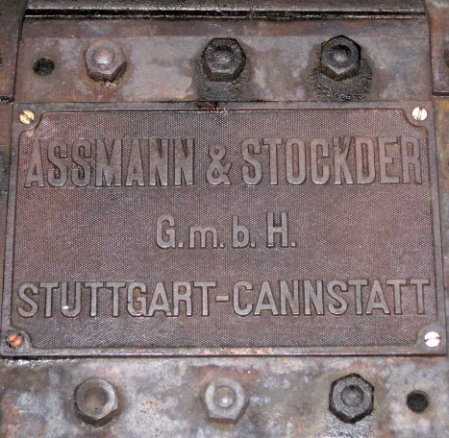 ASSMANN & STOCKDER
G.m.b.H.
STUTTGART-CANNSTATT